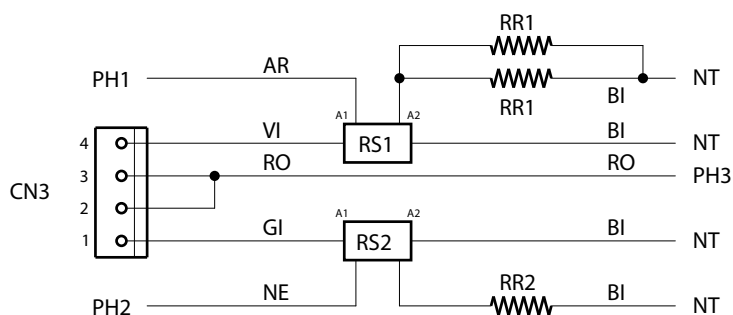 RR1
PH1 AR RR1 BI NT
A1 A2
4 VI RS1 BI NT
CN3 3 RO RO PH3
2
A1 A2
1 GI RS2 BI NT
RR2
PH2 NE BI NT